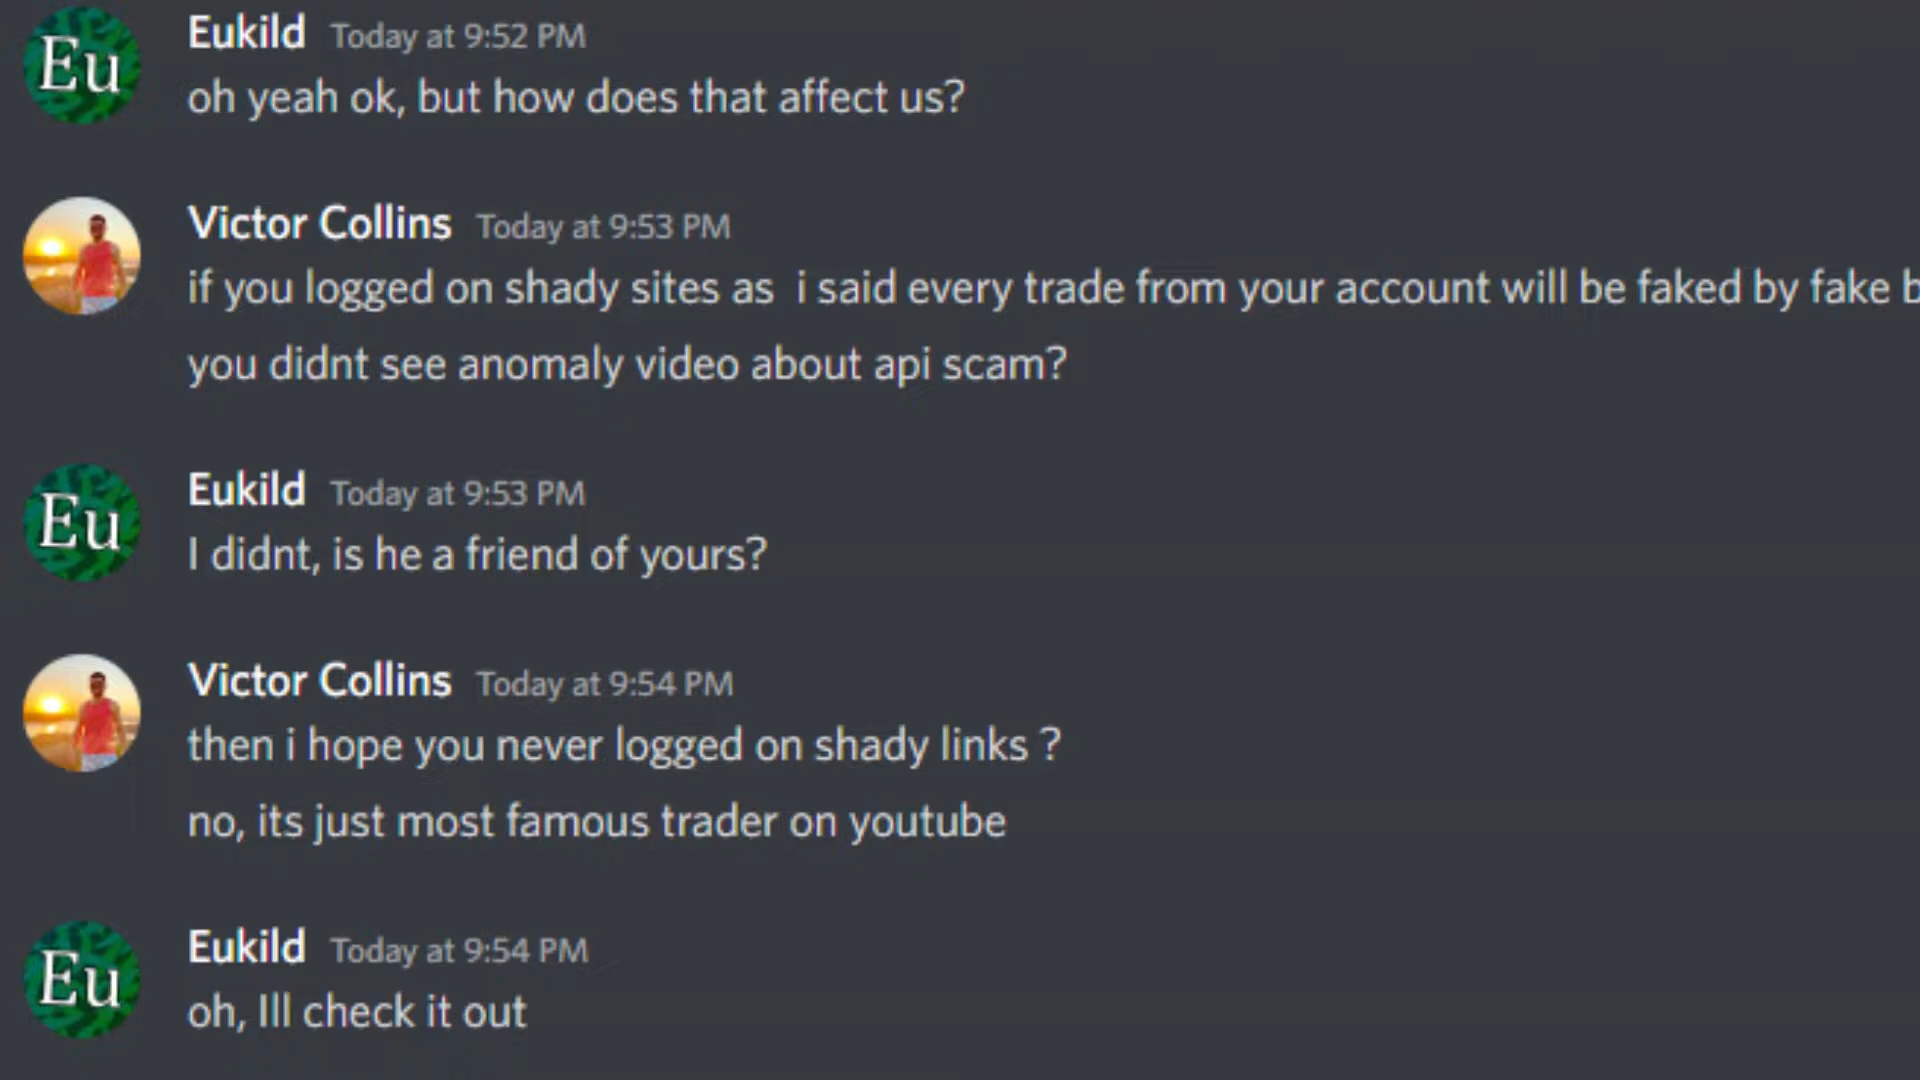 Eu
Eukild Today at 9:52 PM
oh yeah ok, but how does that affect us?
Victor Collins Today at 9:53 PM
if you logged on shady sites as i said every trade from your account will be faked by fake
you didnt see anomaly video about api scam?
Eu
Eukild Today at 9:53 PM
I didnt, is he a friend of yours?
Victor Collins Today at 9:54 PM
then i hope you never logged on shady links ?
no, its just most famous trader on youtube
Eu
Eukild Today at 9:54 PM
oh, Ill check it out